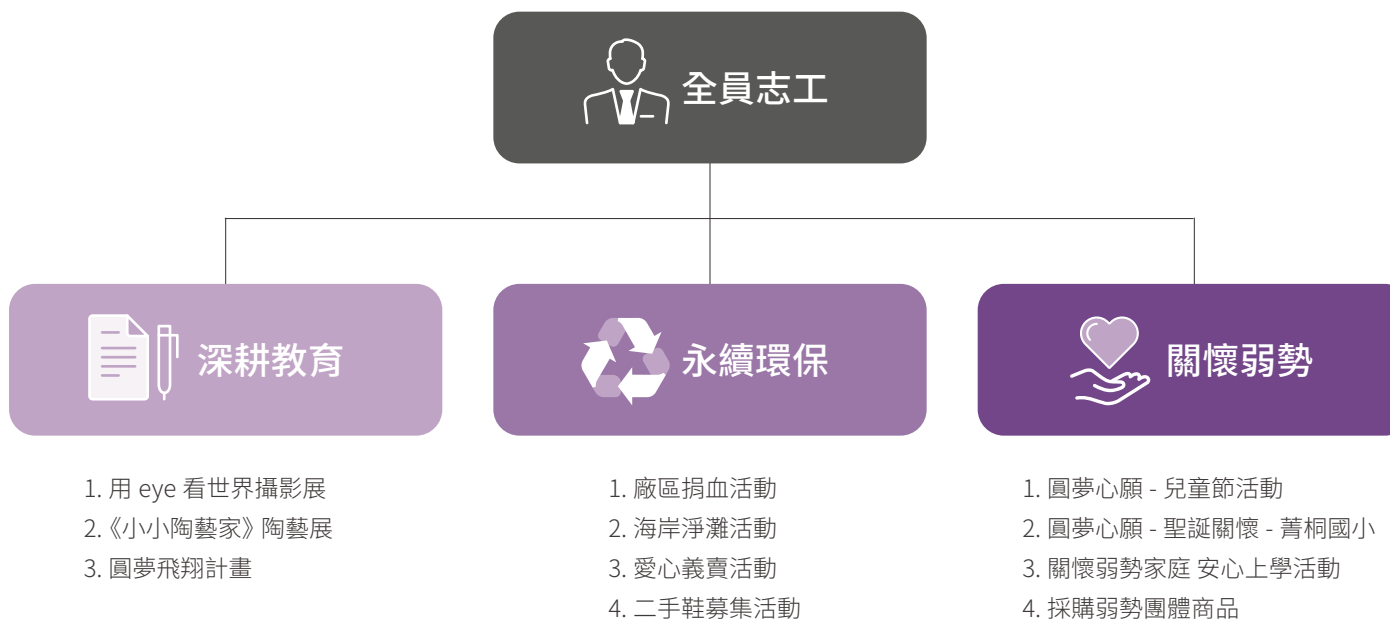 全員志工
深耕教育
1. 用 eye 看世界攝影展
2.《小小陶藝家》陶藝展
3. 圓夢飛翔計畫
永續環保
1. 廠區捐血活動
2. 海岸淨灘活動
3. 愛心義賣活動
4. 二手鞋募集活動
關懷弱勢
1. 圓夢心願 - 兒童節活動
2. 圓夢心願 - 聖誕關懷 - 菁桐國小
3. 關懷弱勢家庭 安心上學活動
4. 採購弱勢團體商品